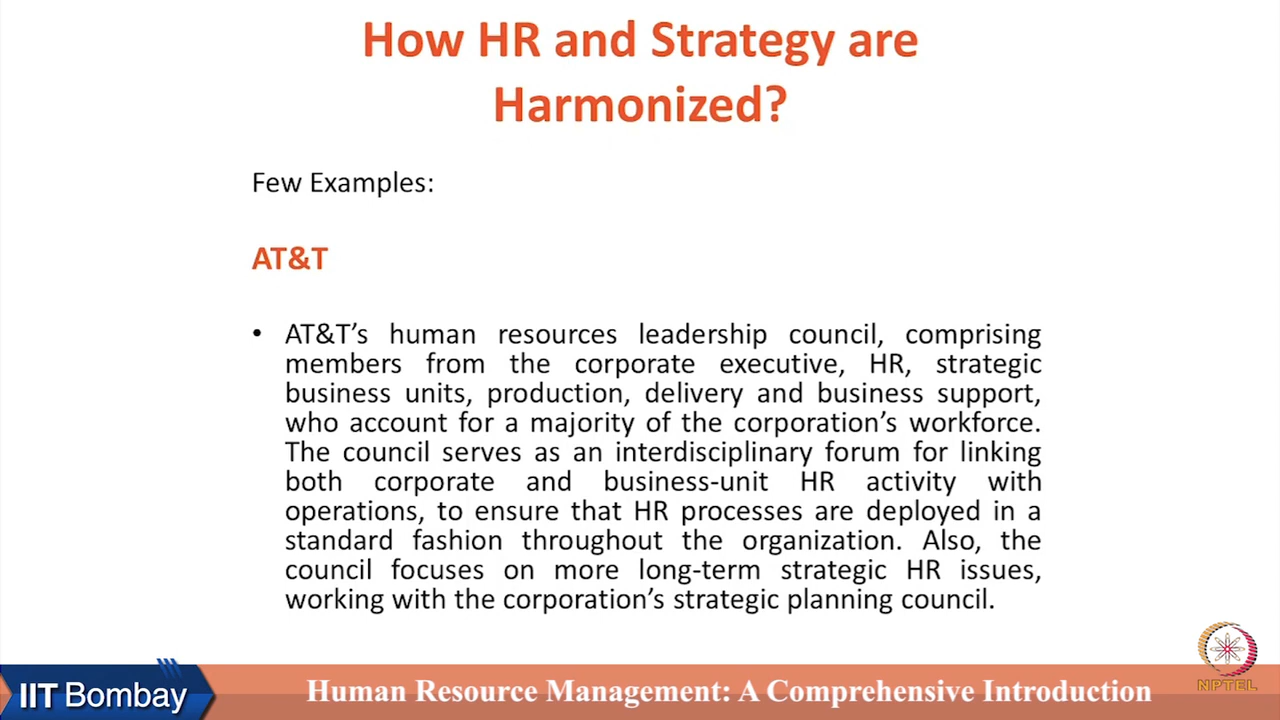 How HR and Strategy are
Harmonized?
Few Examples:
AT&T
• AT&T’s human resources leadership council, comprising
members from the corporate executive, HR, strategic
business units, production, delivery and business support,
who account for a majority of the corporation’s workforce.
The council serves as an interdisciplinary forum for linking
both corporate and business-unit HR activity with
operations, to ensure that HR processes are deployed in a
standard fashion throughout the organization. Also, the
council focuses on more long-term strategic HR issues,
working with the corporation’s strategic planning council.
NPTEL
IIT Bombay
Human Resource Management: A Comprehensive Introduction